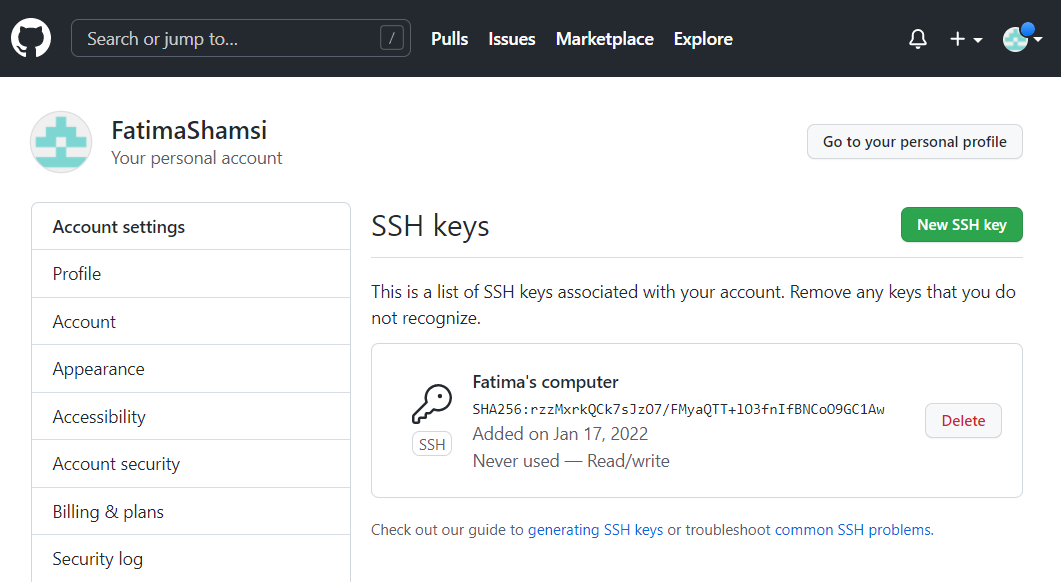 Search or jump to... /
Pulls Issues Marketplace Explore
FatimaShamsi
Your personal account
Go to your personal profile
Account settings
Profile
Account
Appearance
Accessibility
Account security
Billing & plans
Security log
SSH keys
New SSH key
This is a list of SSH keys associated with your account. Remove any keys that you do
not recognize.
Fatima's computer
SHA256:rzzMxrkQCk7sJzO7/FMyaQTT+lO3fnIfBNCoO9GC1Aw
Added on Jan 17, 2022
Never used — Read/write
SSH
Delete
Check out our guide to generating SSH keys or troubleshoot common SSH problems.